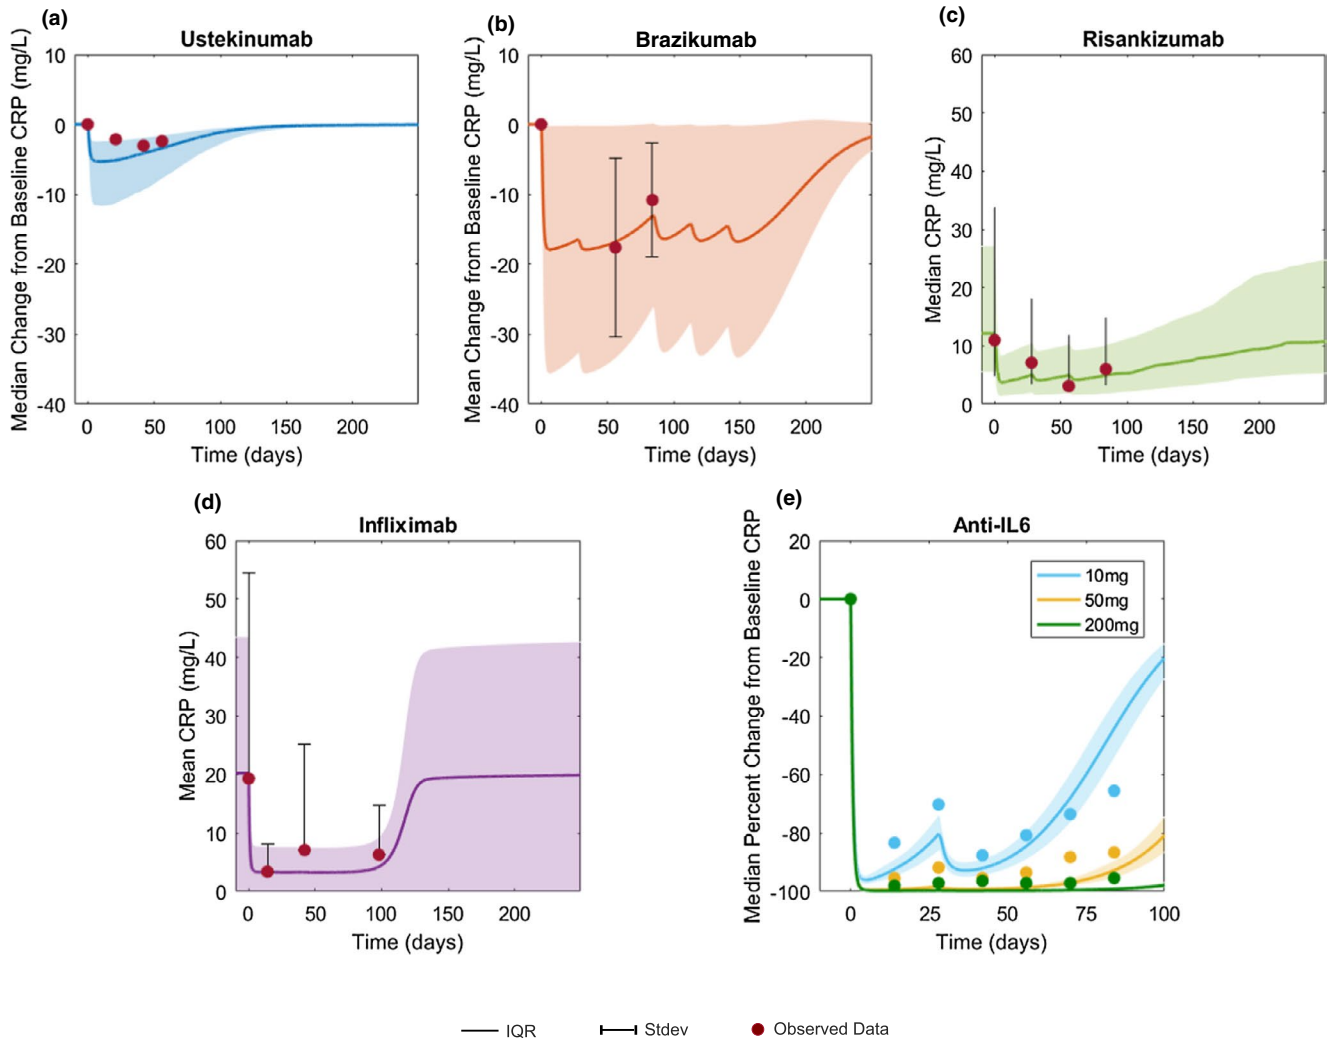 (a)
Ustekinumab
Median Change from Baseline CRP (mg/L)
10
0
-10
-20
-30
-40
0 50 100 150 200
Time (days)
(b)
Brazikumab
Mean Change from Baseline CRP (mg/L)
10
0
-10
-20
-30
-40
0 50 100 150 200
Time (days)
(c)
Risankizumab
Median CRP (mg/L)
60
50
40
30
20
10
0
0 50 100 150 200
Time (days)
(d)
Infliximab
Mean CRP (mg/L)
60
50
40
30
20
10
0
0 50 100 150 200
Time (days)
(e)
Anti-IL6
Median Percent Change from Baseline CRP
20
0
-20
-40
-60
-80
-100
0 25 50 75 100
Time (days)
10mg
50mg
200mg
IQR Stdev Observed Data